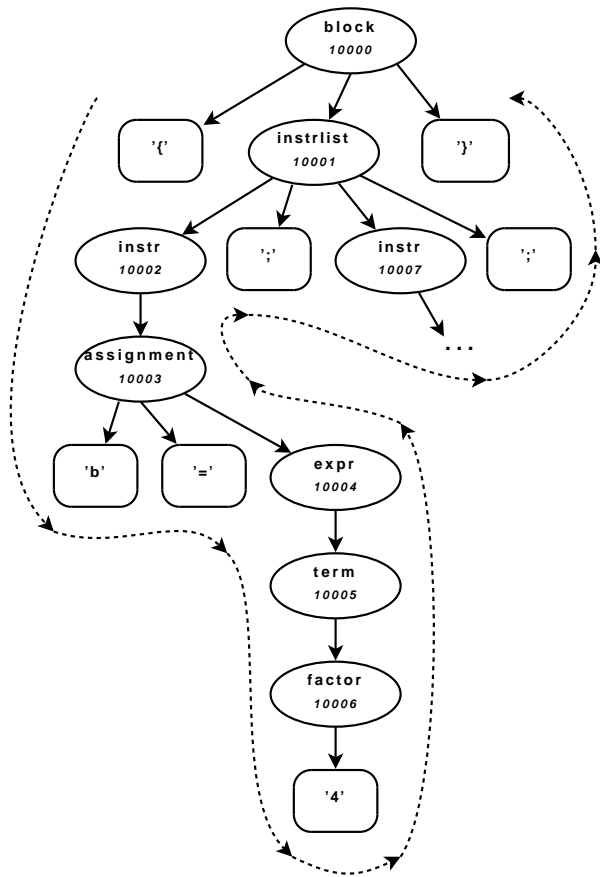 block
10000
'{'
instrlist
10001
'}'
instr
10002
';'
instr
10007
';'
...
assignment
10003
'b'
'='
expr
10004
term
10005
factor
10006
'4'